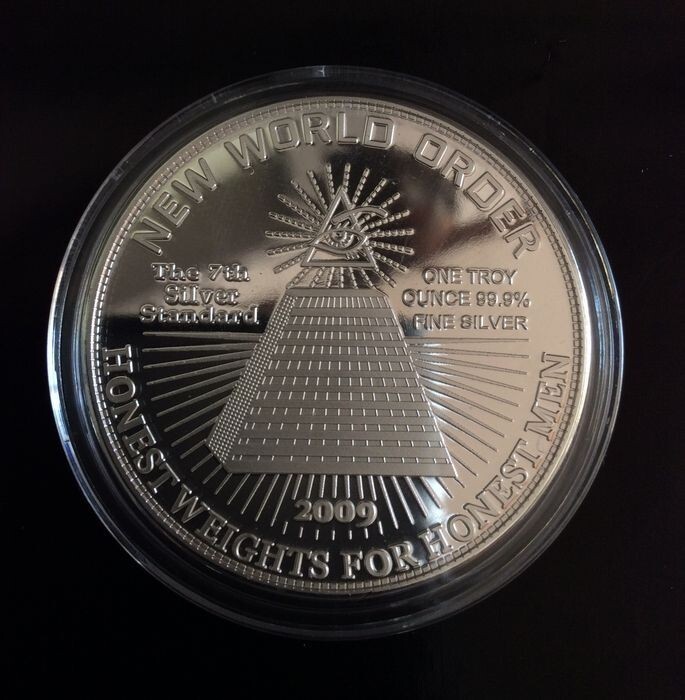 NEW WORLD ORDER
The 7th
Silver
Standard
ONE TROY
OUNCE 99.9%
FINE SILVER
2009
HONEST WEIGHTS FOR HONEST MEN